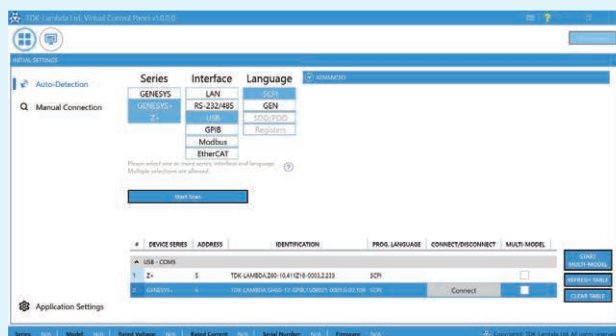 TDK-Lambda Ltd. Virtual Control Panel v1.0.0.0
INITIAL SETTINGS
Auto-Detection
Manual Connection
Series Interface Language
GENESYS LAN SCPI
GENESYS+ RS-232/485 GEN
Z+ USB SDO/PDO
GPIB Registers
Modbus
EtherCAT
ADVANCED
Please select one or more series, interface and language.
Multiple selections are allowed.
Start Scan
# DEVICE SERIES ADDRESS IDENTIFICATION PROG. LANGUAGE CONNECT/DISCONNECT MULTI-MODEL
USB - COM5
1 Z+ 5 SCPI
2 GENESYS+ SCPI Connect
START
MULTI-MODEL
REFRESH TABLE
CLEAR TABLE
Application Settings
Series N/A Model N/A Rated Voltage N/A Rated Current N/A Serial Number N/A Firmware N/A Copyright© TDK-Lambda Ltd.